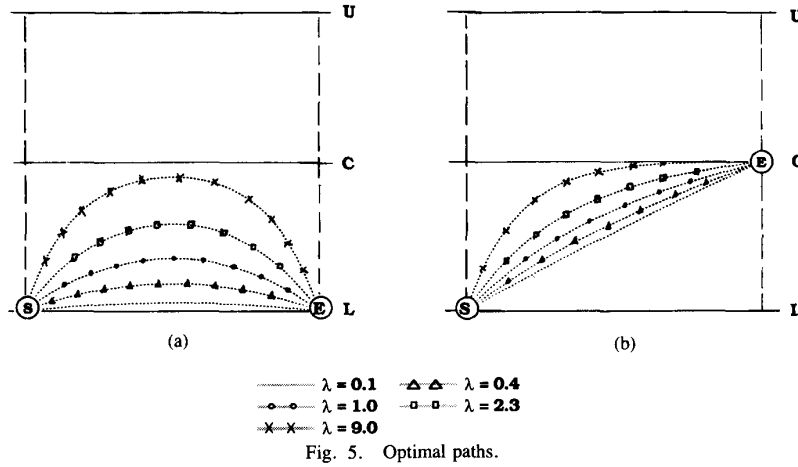 U
C
S
E
L
(a)
U
C
E
S
L
(b)
λ = 0.1
λ = 0.4
λ = 1.0
λ = 2.3
λ = 9.0
Fig. 5. Optimal paths.